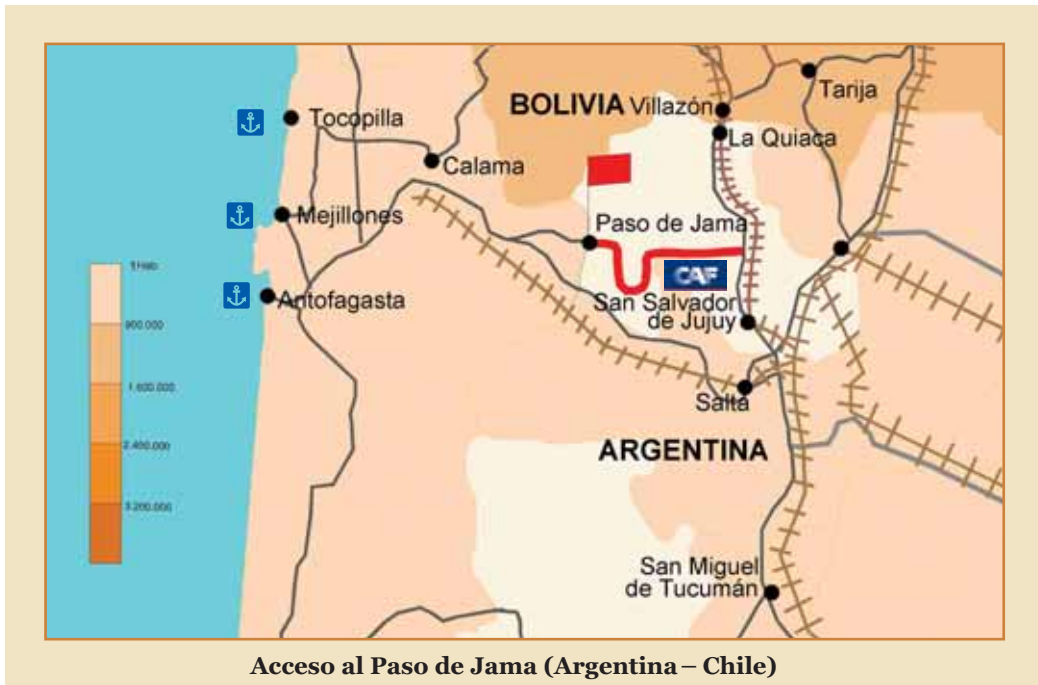 BOLIVIA
Villazón
Tarija
La Quiaca
Tocopilla
Calama
Mejillones
Paso de Jama
CAF
Antofagasta
San Salvador
de Jujuy
Salta
ARGENTINA
San Miguel
de Tucumán
900.000
1.600.000
2.400.000
3.200.000
Acceso al Paso de Jama (Argentina – Chile)